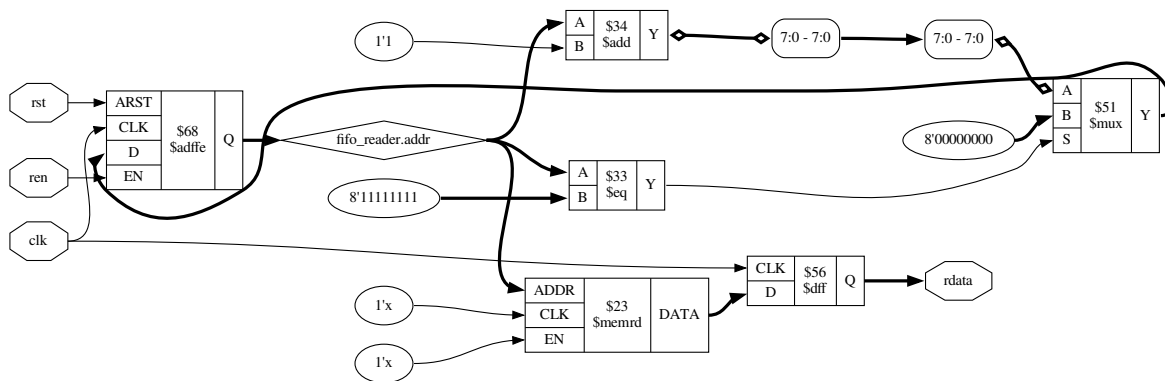 rst
ren
clk
ARST
CLK
D
EN
$68
$adffe
Q
fifo_reader.addr
1'1
A
B
$34
$add
Y
7:0 - 7:0
7:0 - 7:0
8'11111111
A
B
$33
$eq
Y
8'00000000
A
B
S
$51
$mux
Y
1'x
1'x
ADDR
CLK
EN
$23
$memrd
DATA
CLK
D
$56
$dff
Q
rdata